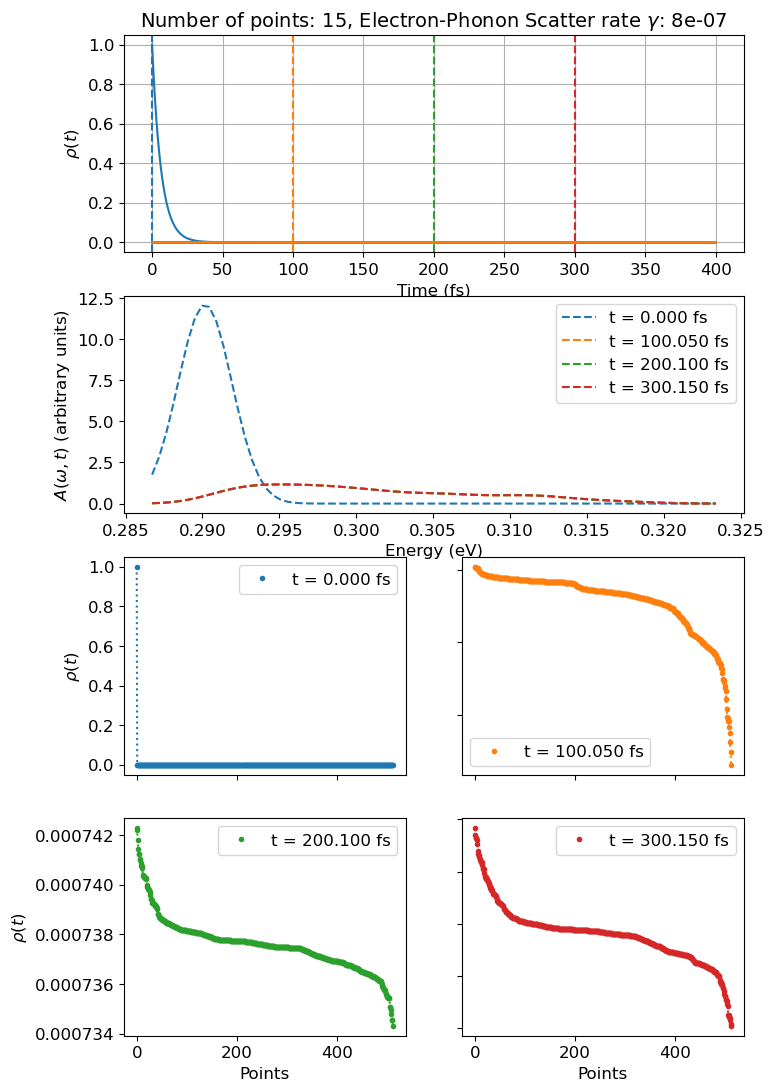 Number of points: 15, Electron-Phonon Scatter rate γ: 8e-07
1.0
0.8
0.6
0.4
0.2
0.0
ρ(t)
0 50 100 150 200 250 300 350 400
Time (fs)
12.5
10.0
7.5
5.0
2.5
0.0
A(ω, t) (arbitrary units)
t = 0.000 fs
t = 100.050 fs
t = 200.100 fs
t = 300.150 fs
0.285 0.290 0.295 0.300 0.305 0.310 0.315 0.320 0.325
Energy (eV)
1.0
0.8
0.6
0.4
0.2
0.0
ρ(t)
t = 0.000 fs
t = 100.050 fs
0.000742
0.000740
0.000738
0.000736
0.000734
ρ(t)
t = 200.100 fs
0 200 400
Points
t = 300.150 fs
0 200 400
Points